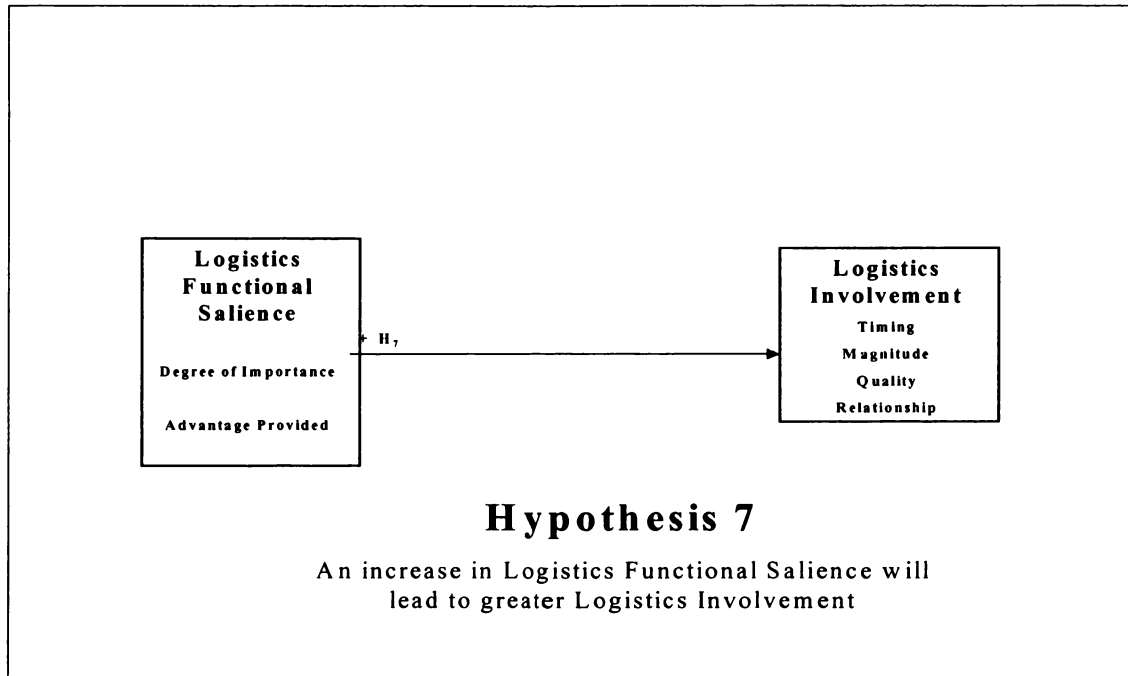 Logistics
Functional
Salience
Degree of Importance
Advantage Provided
+ H₇
Logistics
Involvement
Timing
Magnitude
Quality
Relationship
Hypothesis 7
An increase in Logistics Functional Salience will
lead to greater Logistics Involvement